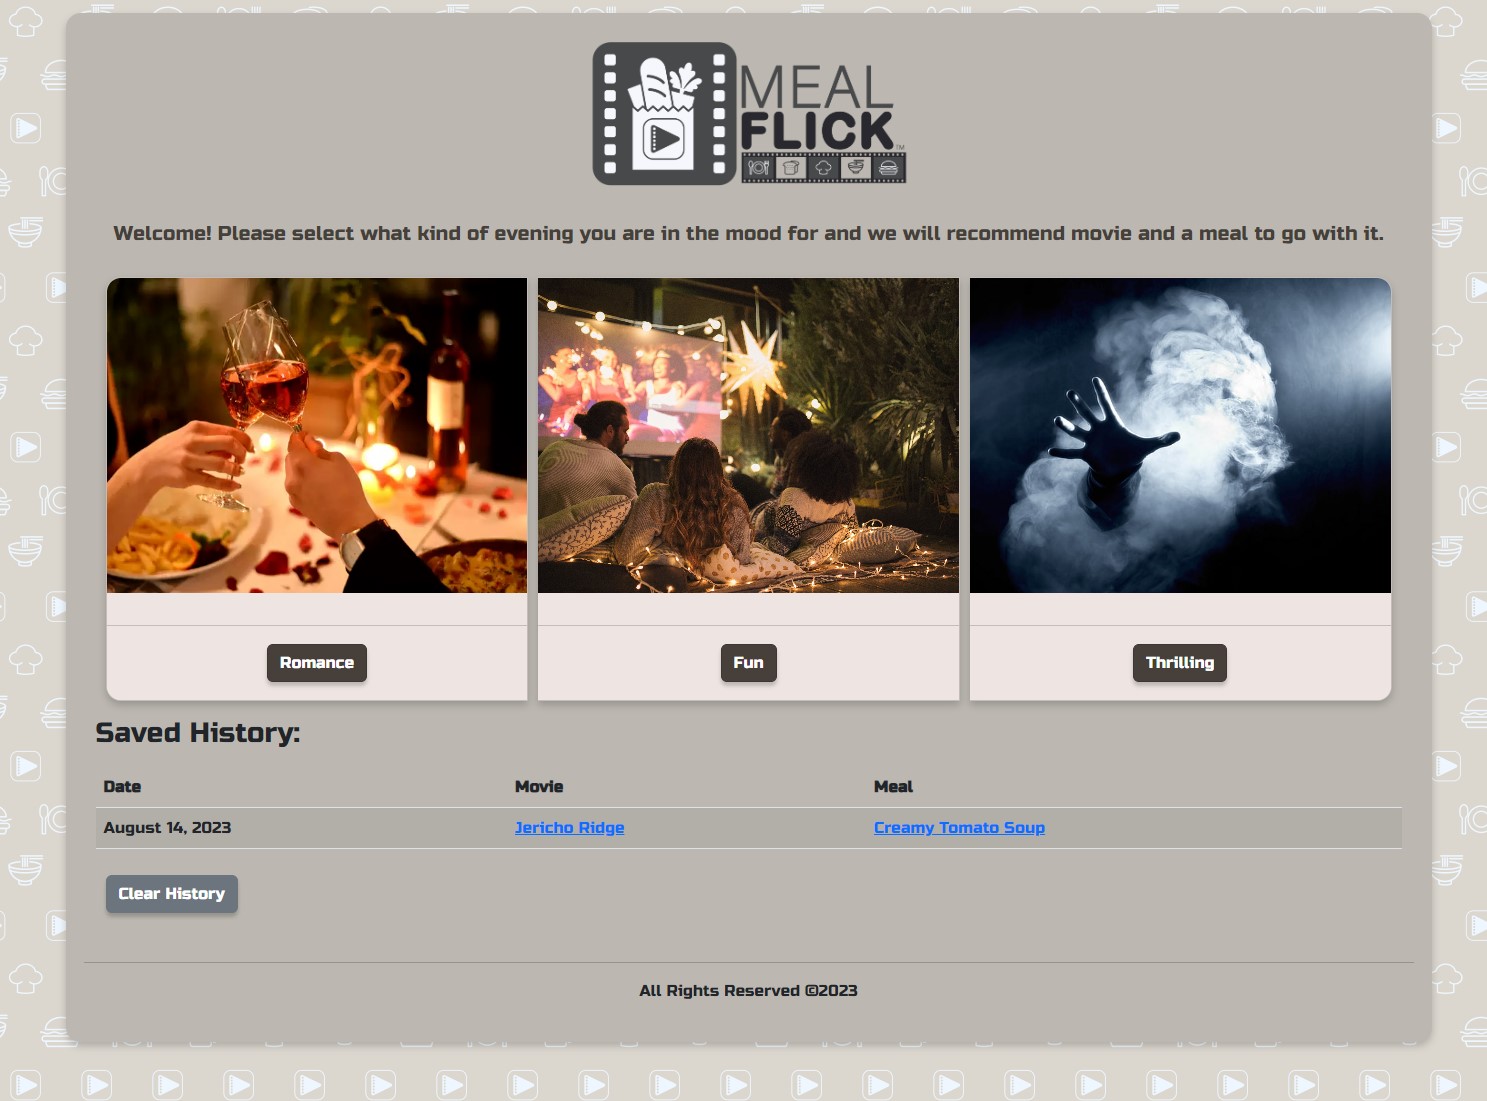 MEAL
FLICK™
Welcome! Please select what kind of evening you are in the mood for and we will recommend movie and a meal to go with it.
Romance
Fun
Thrilling
Saved History:
Date Movie Meal
August 14, 2023 Jericho Ridge Creamy Tomato Soup
Clear History
All Rights Reserved ©2023